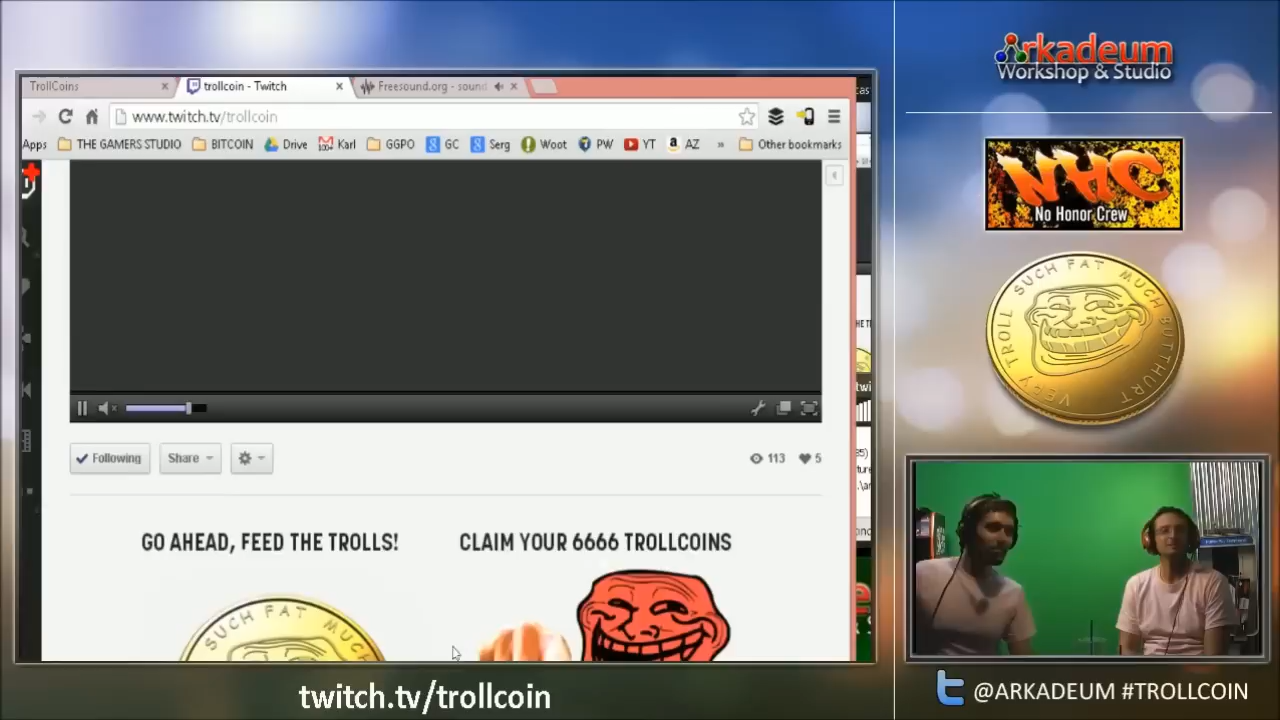 TrollCoins
trollcoin - Twitch
Freesound.org - sound
www.twitch.tv/trollcoin
Apps THE GAMERS STUDIO BITCOIN Drive Karl GGPO GC Serg Woot PW YT AZ » Other bookmarks
Following Share 113 5
GO AHEAD, FEED THE TROLLS!
CLAIM YOUR 6666 TROLLCOINS
SUCH FAT MUCH
twitch.tv/trollcoin
Arkadeum
Workshop & Studio
NHC
No Honor Crew
VERY TROLL SUCH FAT MUCH BUTTHURT
@ARKADEUM #TROLLCOIN